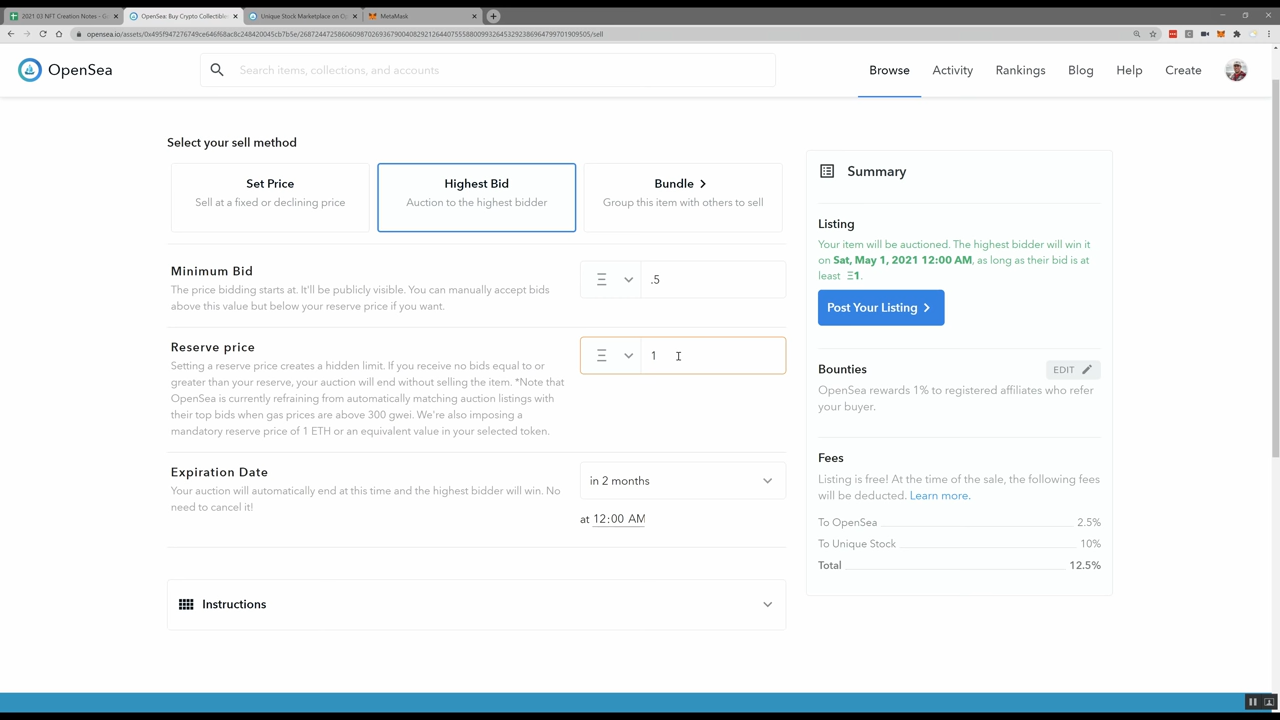 2021.03 NFT Creation Notes - G
OpenSea: Buy Crypto Collectible
Unique Stock Marketplace on
MetaMask
OpenSea
Search items, collections, and accounts
Browse
Activity
Rankings
Blog
Help
Create
Select your sell method
Set Price
Sell at a fixed or declining price
Highest Bid
Auction to the highest bidder
Bundle
Group this item with others to sell
Minimum Bid
The price bidding starts at. It'll be publicly visible. You can manually accept bids
above this value but below your reserve price if you want.
.5
Reserve price
Setting a reserve price creates a hidden limit. If you receive no bids equal to or
greater than your reserve, your auction will end without selling the item. *Note that
OpenSea is currently refraining from automatically matching auction listings with
their top bids when gas prices are above 300 gwei. We're also imposing a
mandatory reserve price of 1 ETH or an equivalent value in your selected token.
1
Expiration Date
Your auction will automatically end at this time and the highest bidder will win. No
need to cancel it!
in 2 months
at 12:00 AM
Instructions
Summary
Listing
Your item will be auctioned. The highest bidder will win it
on Sat, May 1, 2021 12:00 AM, as long as their bid is at
least Ξ1.
Post Your Listing
Bounties
EDIT
OpenSea rewards 1% to registered affiliates who refer
your buyer.
Fees
Listing is free! At the time of the sale, the following fees
will be deducted. Learn more.
To OpenSea 2.5%
To Unique Stock 10%
Total 12.5%